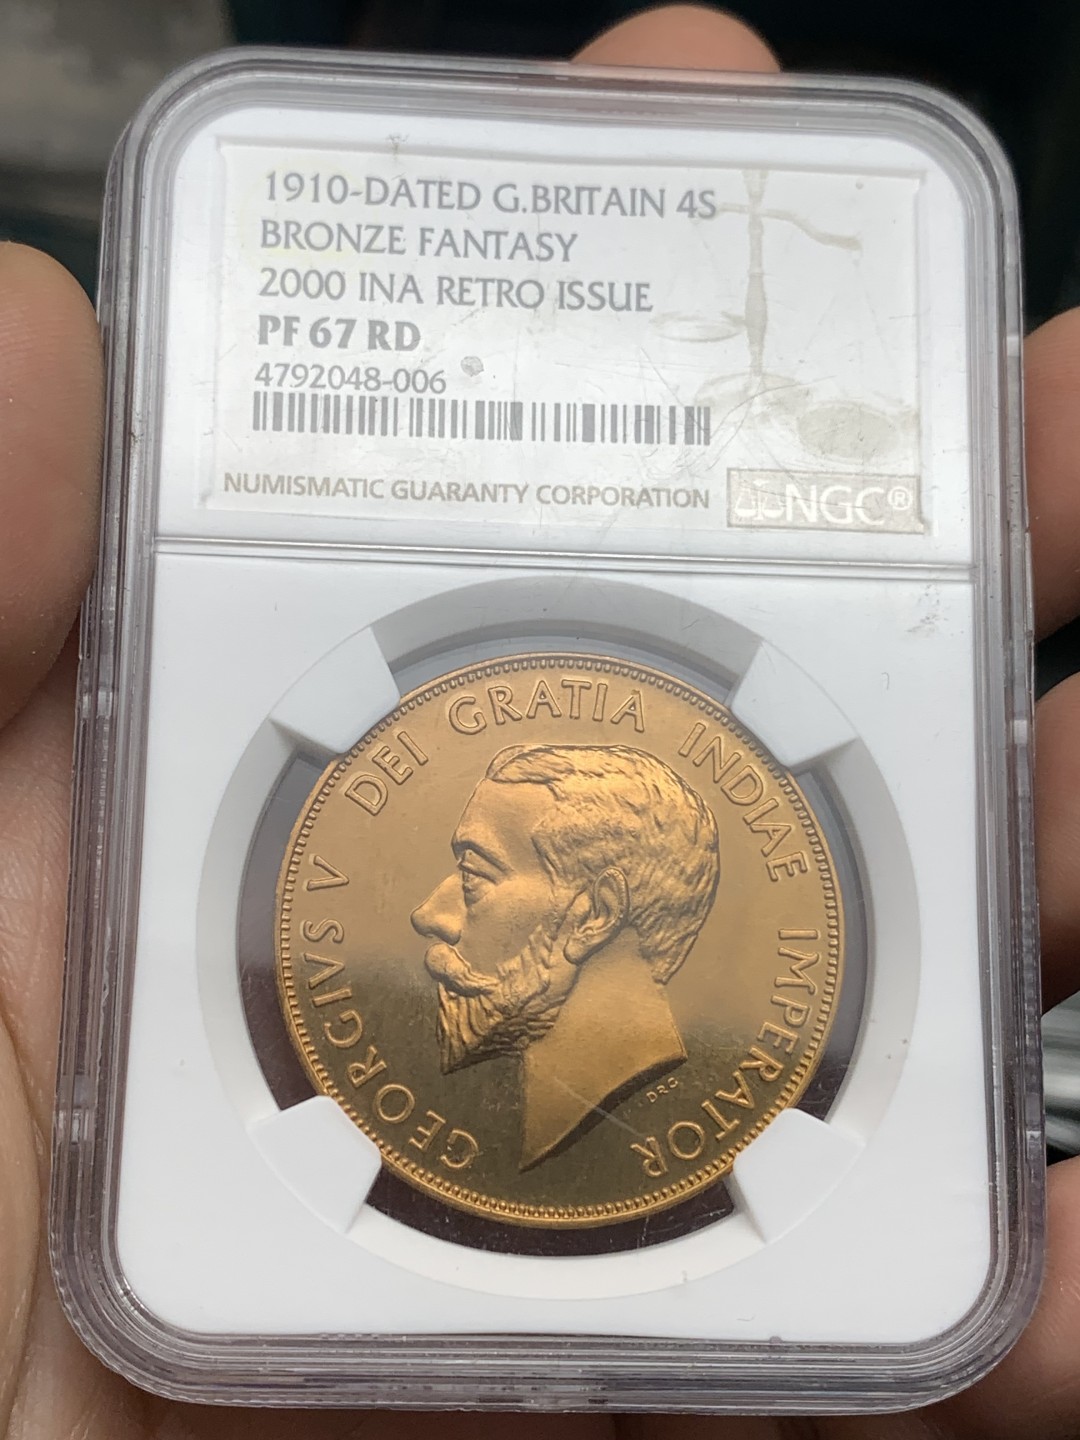 1910-DATED G.BRITAIN 4S
BRONZE FANTASY
2000 INA RETRO ISSUE
PF 67 RD
4792048-006
NUMISMATIC GUARANTY CORPORATION
NGC®
GEORGIVS V DEI GRATIA INDIAE IMPERATOR
DRG